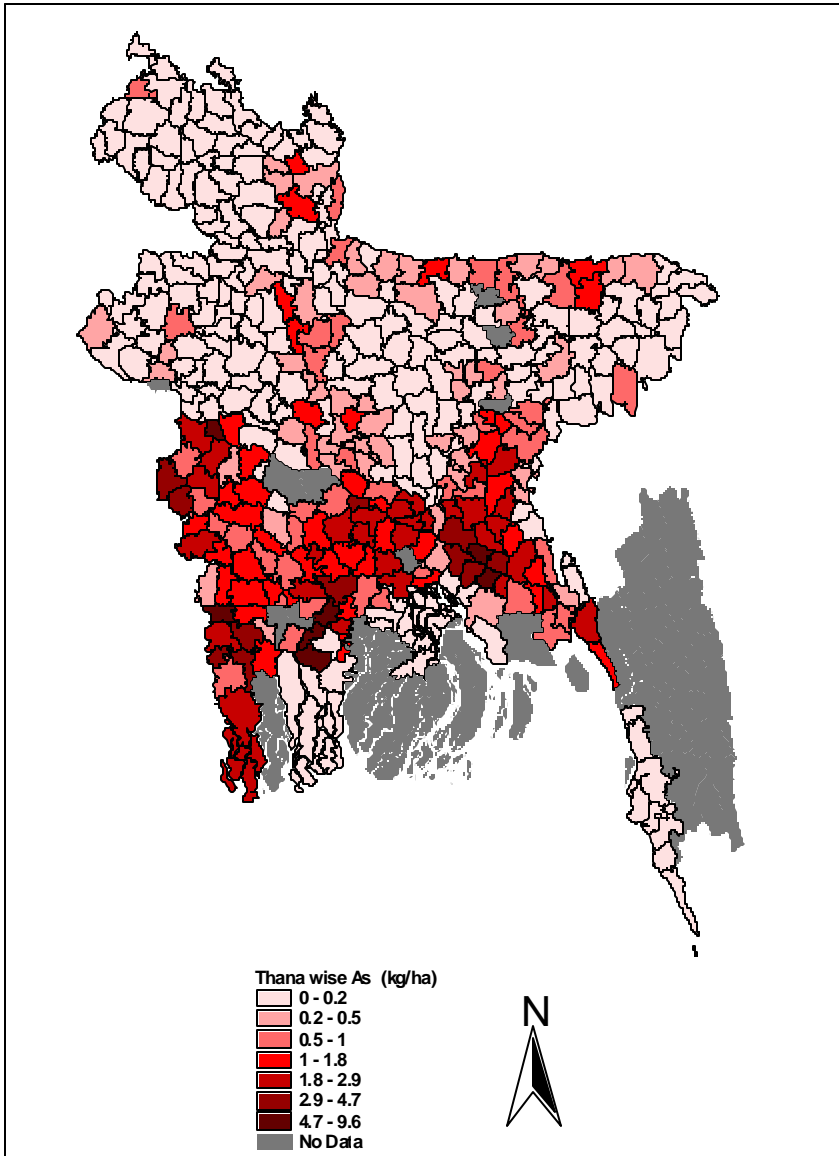 Thana wise As (kg/ha)
0 - 0.2
0.2 - 0.5
0.5 - 1
1 - 1.8
1.8 - 2.9
2.9 - 4.7
4.7 - 9.6
No Data
N